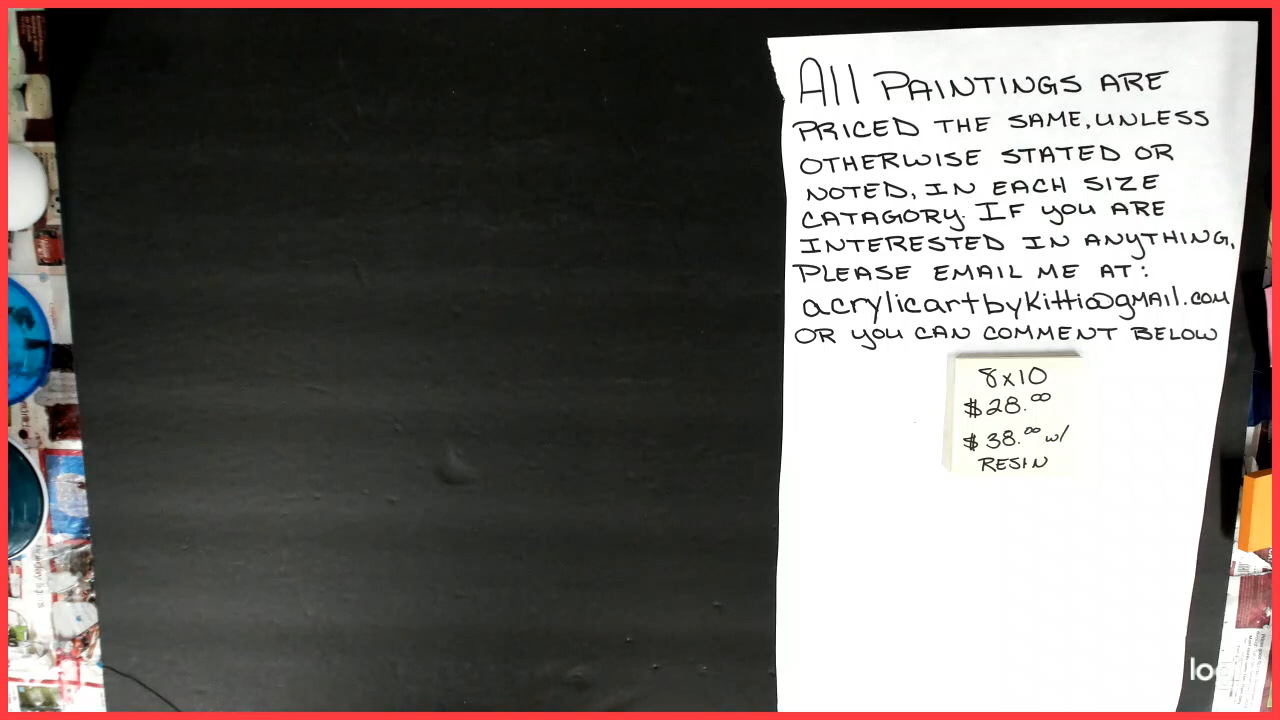 All PAINTINGS ARE
PRICED THE SAME, UNLESS
OTHERWISE STATED OR
NOTED, IN EACH SIZE
CATAGORY. IF YOU ARE
INTERESTED IN ANYTHING,
PLEASE EMAIL ME AT:
acrylicartbyKitti@gmail.com
OR YOU CAN COMMENT BELOW
8x10
$28.00
$38.00 w/
RESIN